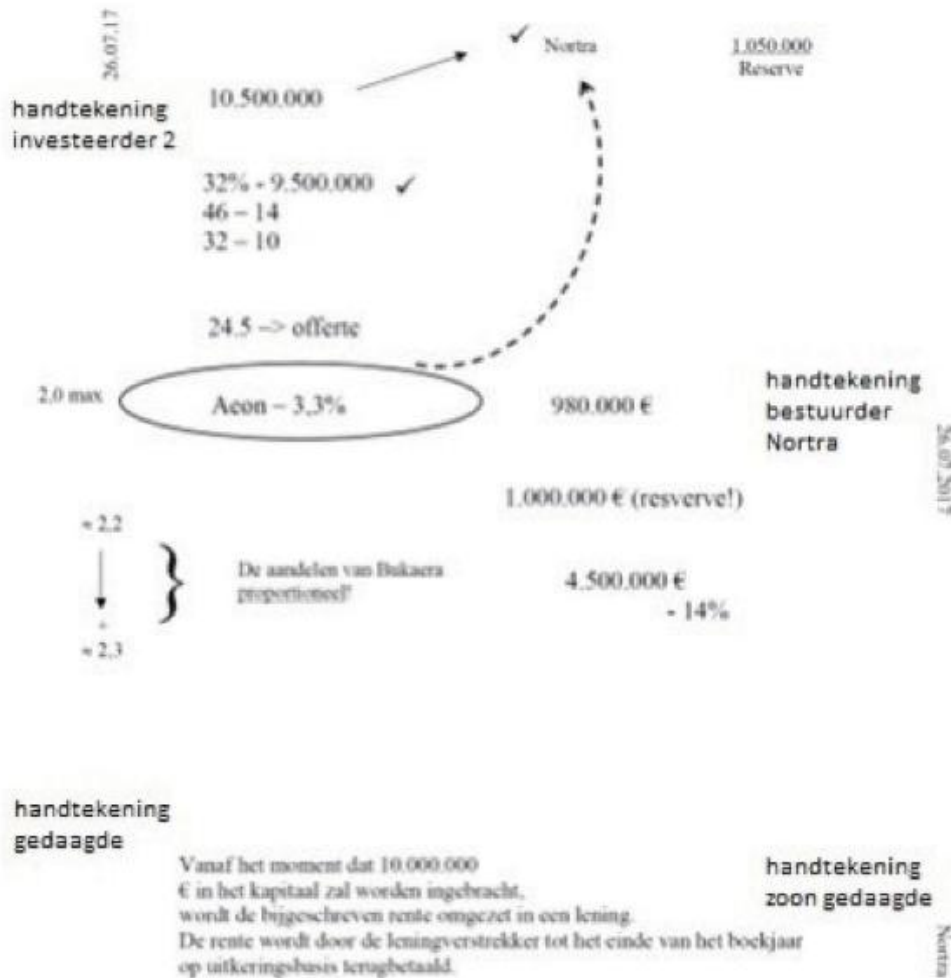 26.07.17
✓ Nortra
1.050.000
Reserve
handtekening
investeerder 2
10.500.000
32% - 9.500.000 ✓
46 – 14
32 – 10
24.5 –> offerte
2,0 max
Aeon – 3,3%
980.000 €
handtekening
bestuurder
Nortra
26.07.2017
1.000.000 € (resverve!)
≈ 2,2
De aandelen van Bukaera
proportioneel!
4.500.000 €
- 14%
≈ 2,3
handtekening
gedaagde
Vanaf het moment dat 10.000.000
€ in het kapitaal zal worden ingebracht,
wordt de bijgeschreven rente omgezet in een lening.
De rente wordt door de leningverstrekker tot het einde van het boekjaar
op uitkeringsbasis terugbetaald.
handtekening
zoon gedaagde
Nortra